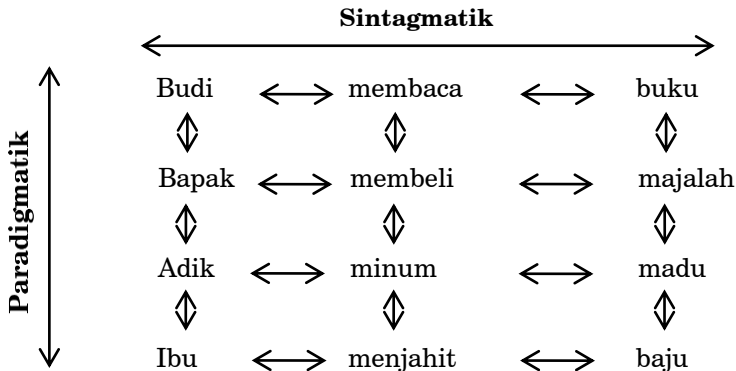 Sintagmatik
Paradigmatik
Budi membaca buku
Bapak membeli majalah
Adik minum madu
Ibu menjahit baju